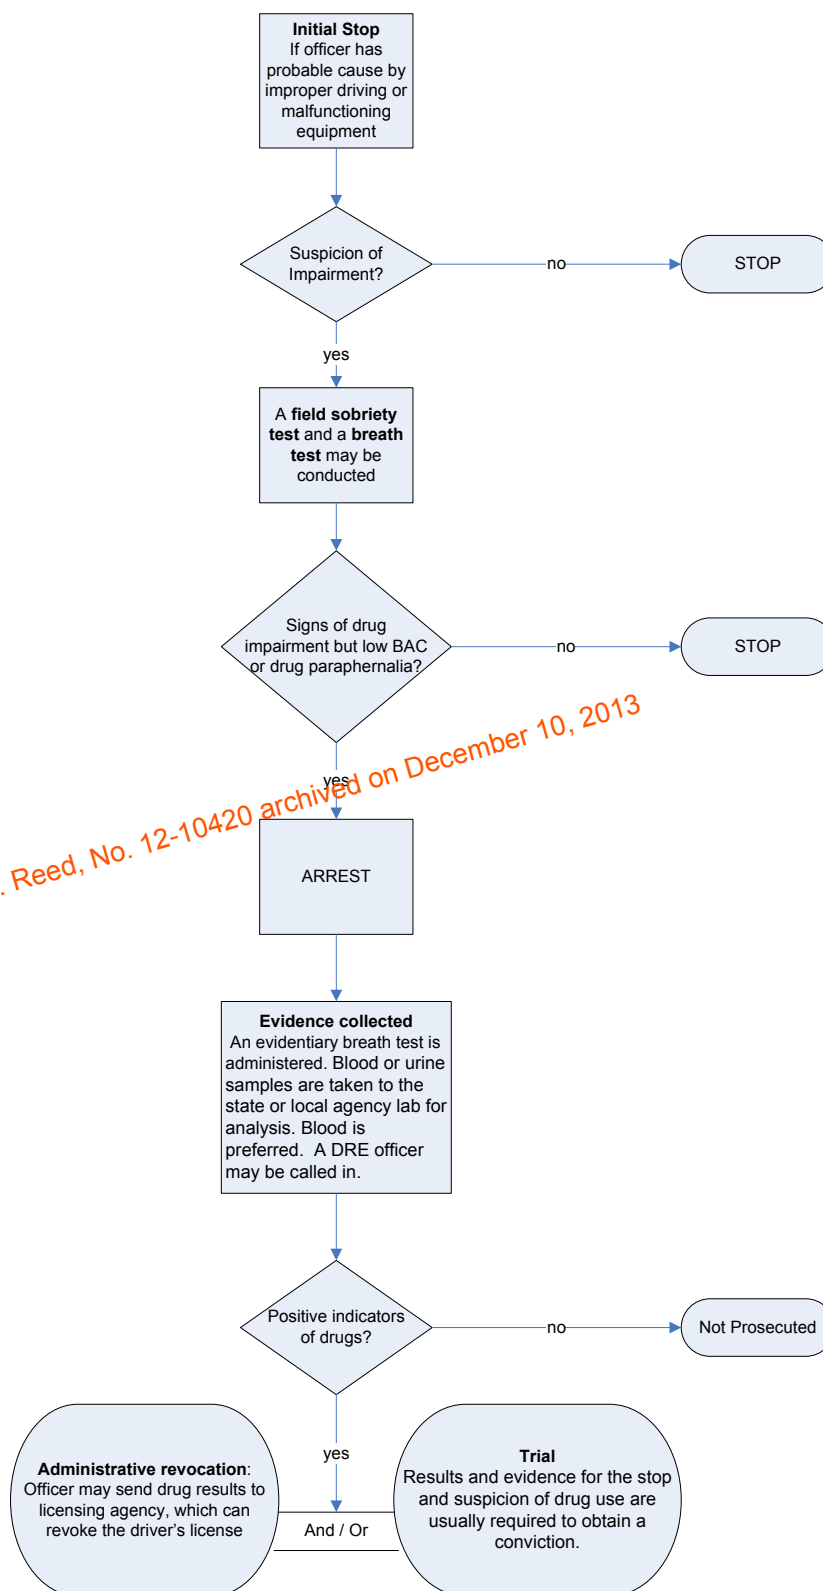 Initial Stop
If officer has
probable cause by
improper driving or
malfunctioning
equipment
Suspicion of
Impairment?
no
STOP
yes
A field sobriety
test and a breath
test may be
conducted
Signs of drug
impairment but low BAC
or drug paraphernalia?
no
STOP
yes
. Reed, No. 12-10420 archived on December 10, 2013
ARREST
Evidence collected
An evidentiary breath test is
administered. Blood or urine
samples are taken to the
state or local agency lab for
analysis. Blood is
preferred.  A DRE officer
may be called in.
Positive indicators
of drugs?
no
Not Prosecuted
yes
Administrative revocation:
Officer may send drug results to
licensing agency, which can
revoke the driver's license
And / Or
Trial
Results and evidence for the stop
and suspicion of drug use are
usually required to obtain a
conviction.